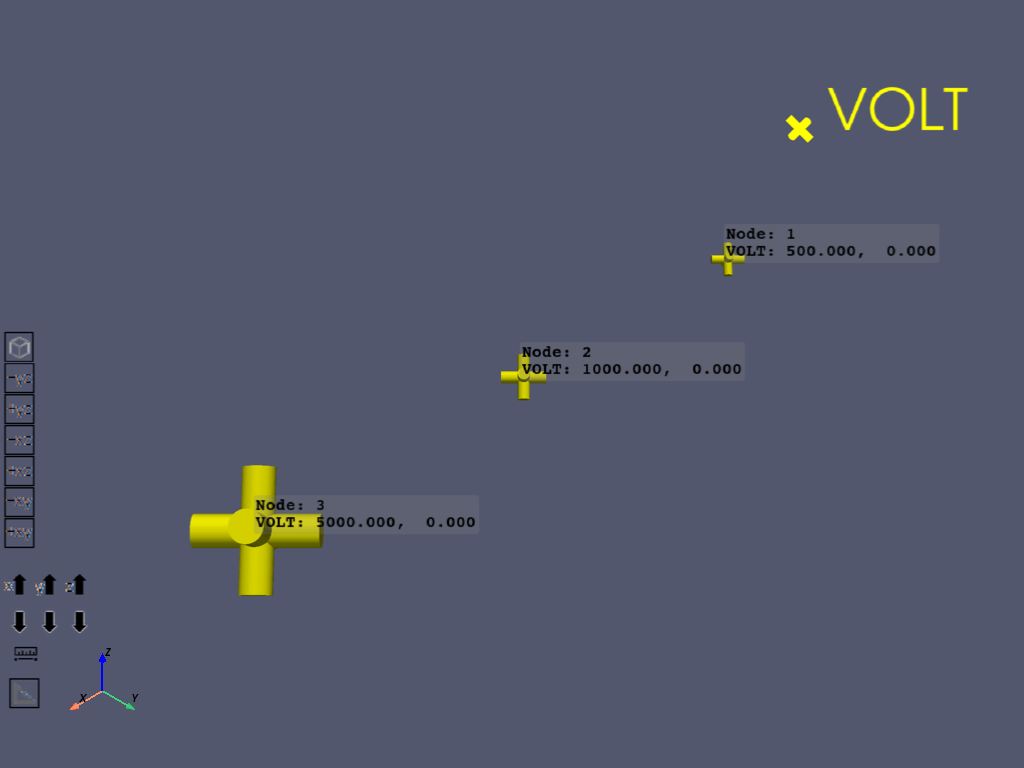 VOLT
Node: 1
VOLT: 500.000, 0.000
Node: 2
VOLT: 1000.000, 0.000
Node: 3
VOLT: 5000.000, 0.000
-yz
+yz
-xz
+xz
-xy
+xy
x y z
Z
X Y